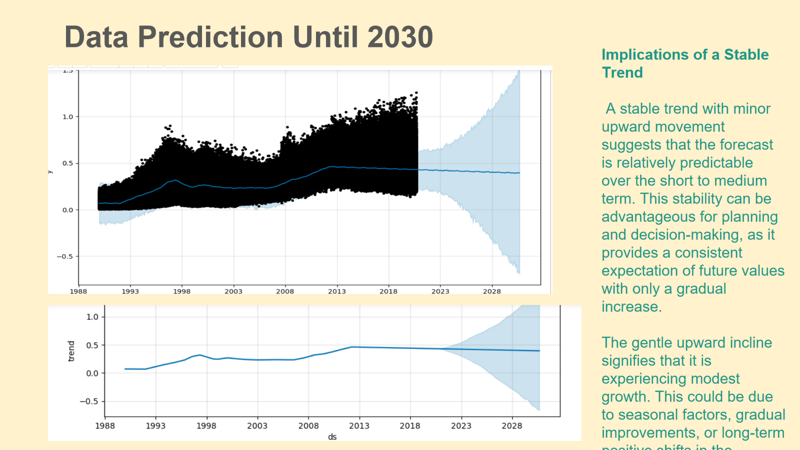 Data Prediction Until 2030
1.0
0.5
0.0
−0.5
y
1988 1993 1998 2003 2008 2013 2018 2023 2028
1.0
0.5
0.0
−0.5
trend
1988 1993 1998 2003 2008 2013 2018 2023 2028
ds
Implications of a Stable
Trend
A stable trend with minor
upward movement
suggests that the forecast
is relatively predictable
over the short to medium
term. This stability can be
advantageous for planning
and decision-making, as it
provides a consistent
expectation of future values
with only a gradual
increase.
The gentle upward incline
signifies that it is
experiencing modest
growth. This could be due
to seasonal factors, gradual
improvements, or long-term
positive shifts in the